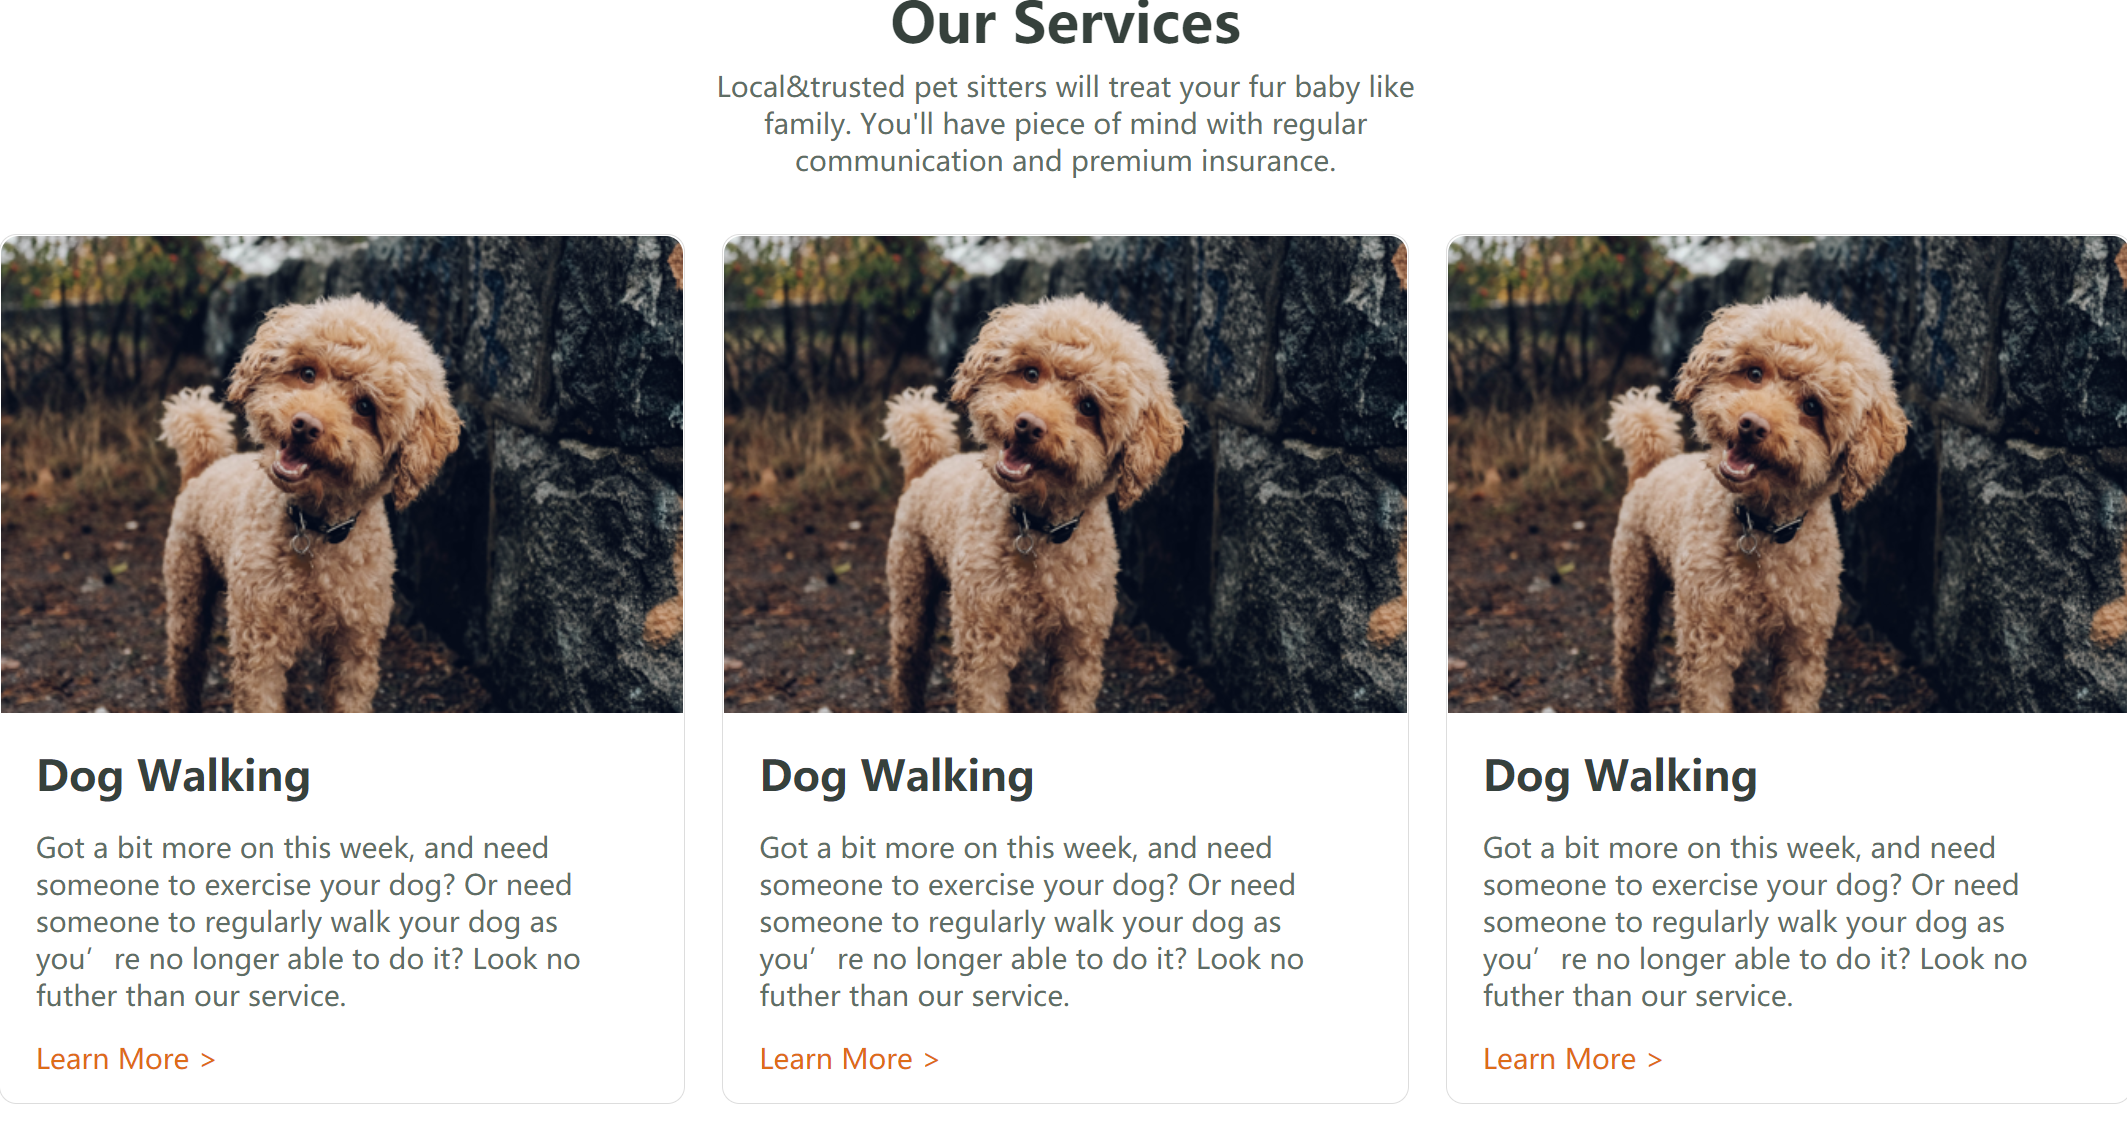 Our Services
Local&trusted pet sitters will treat your fur baby like
family. You'll have piece of mind with regular
communication and premium insurance.
Dog Walking
Got a bit more on this week, and need
someone to exercise your dog? Or need
someone to regularly walk your dog as
you’re no longer able to do it? Look no
futher than our service.
Learn More >
Dog Walking
Got a bit more on this week, and need
someone to exercise your dog? Or need
someone to regularly walk your dog as
you’re no longer able to do it? Look no
futher than our service.
Learn More >
Dog Walking
Got a bit more on this week, and need
someone to exercise your dog? Or need
someone to regularly walk your dog as
you’re no longer able to do it? Look no
futher than our service.
Learn More >